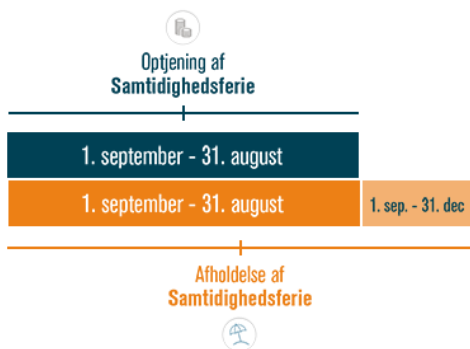 Optjening af
Samtidighedsferie
1. september - 31. august
1. september - 31. august
1. sep. - 31. dec
Afholdelse af
Samtidighedsferie